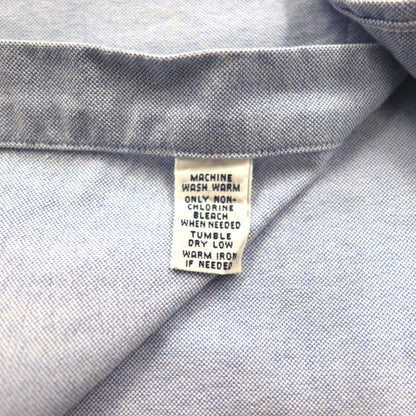 MACHINE
WASH WARM
ONLY NON-
CHLORINE
BLEACH
WHEN NEEDED
TUMBLE
DRY LOW
WARM IRON
IF NEEDED